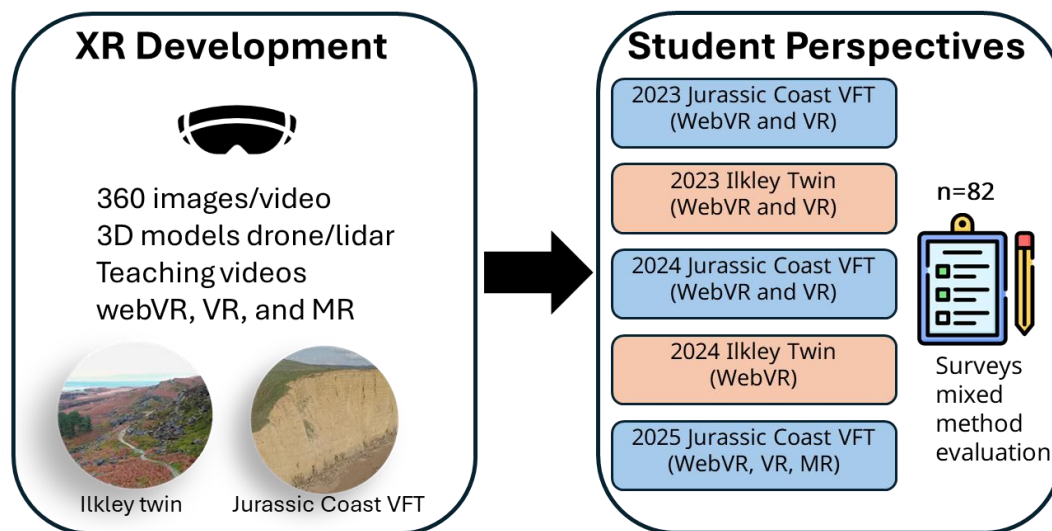 XR Development
360 images/video
3D models drone/lidar
Teaching videos
webVR, VR, and MR
Ilkley twin
Jurassic Coast VFT
Student Perspectives
2023 Jurassic Coast VFT
(WebVR and VR)
2023 Ilkley Twin
(WebVR and VR)
2024 Jurassic Coast VFT
(WebVR and VR)
2024 Ilkley Twin
(WebVR)
2025 Jurassic Coast VFT
(WebVR, VR, MR)
n=82
Surveys
mixed
method
evaluation